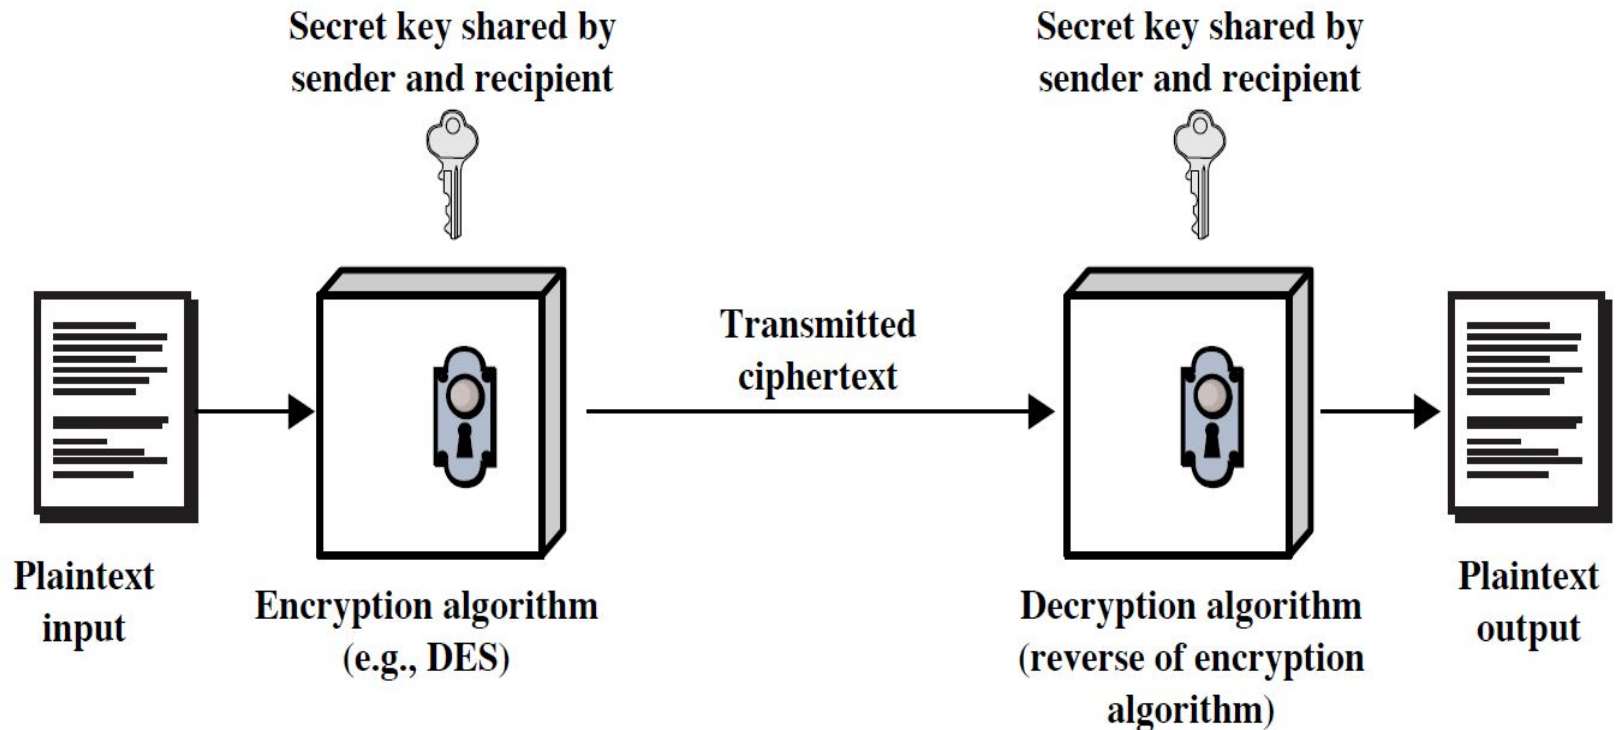 Secret key shared by
sender and recipient
Secret key shared by
sender and recipient
Transmitted
ciphertext
Plaintext
input
Encryption algorithm
(e.g., DES)
Decryption algorithm
(reverse of encryption
algorithm)
Plaintext
output